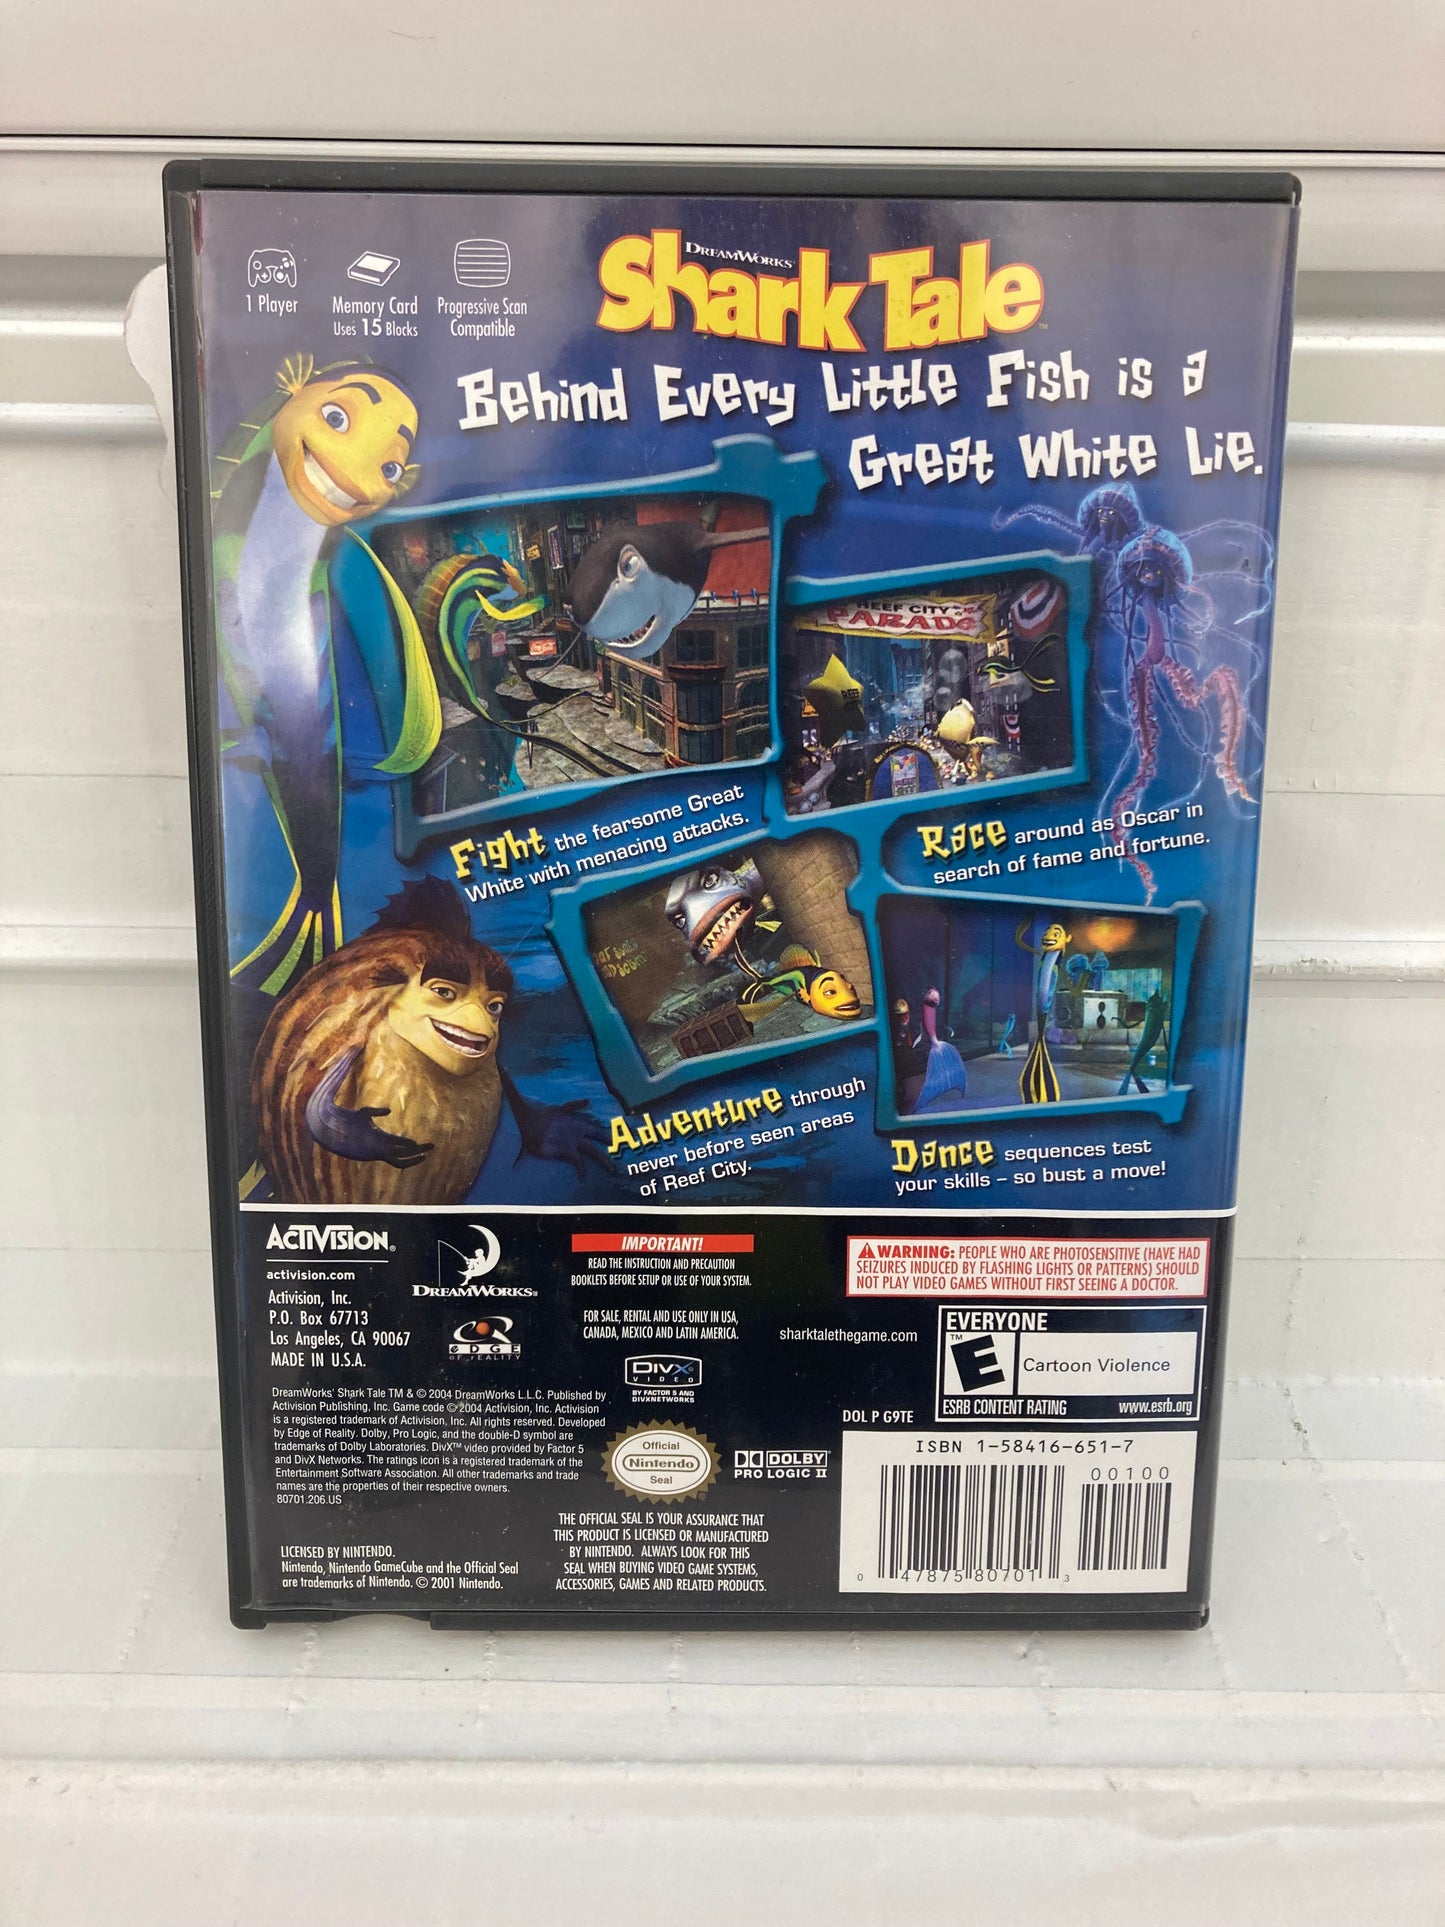 1 Player
Memory Card
Uses 15 Blocks
Progressive Scan
Compatible
DREAMWORKS
Shark Tale™
Behind Every Little Fish is a
Great White Lie.
REEF CITY
PARADE
Fight the fearsome Great
White with menacing attacks.
Race around as Oscar in
search of fame and fortune.
Adventure through
never before seen areas
of Reef City.
Dance sequences test
your skills – so bust a move!
ACTIVISION®
activision.com
Activision, Inc.
P.O. Box 67713
Los Angeles, CA 90067
MADE IN U.S.A.
DREAMWORKS
EDGE
OF REALITY
IMPORTANT!
READ THE INSTRUCTION AND PRECAUTION
BOOKLETS BEFORE SETUP OR USE OF YOUR SYSTEM.
FOR SALE, RENTAL AND USE ONLY IN USA,
CANADA, MEXICO AND LATIN AMERICA.
DIVX
VIDEO
BY FACTOR 5 AND
DIVXNETWORKS
sharktalethegame.com
WARNING: PEOPLE WHO ARE PHOTOSENSITIVE (HAVE HAD
SEIZURES INDUCED BY FLASHING LIGHTS OR PATTERNS) SHOULD
NOT PLAY VIDEO GAMES WITHOUT FIRST SEEING A DOCTOR.
EVERYONE
E™
Cartoon Violence
ESRB CONTENT RATING www.esrb.org
DreamWorks' Shark Tale TM & © 2004 DreamWorks L.L.C. Published by
Activision Publishing, Inc. Game code © 2004 Activision, Inc. Activision
is a registered trademark of Activision, Inc. All rights reserved. Developed
by Edge of Reality. Dolby, Pro Logic, and the double-D symbol are
trademarks of Dolby Laboratories. DivX™ video provided by Factor 5
and DivX Networks. The ratings icon is a registered trademark of the
Entertainment Software Association. All other trademarks and trade
names are the properties of their respective owners.
80701.206.US
Official
Nintendo
Seal
DOLBY
PRO LOGIC II
DOL P G9TE
ISBN 1-58416-651-7
00100
0 47875 80701 3
THE OFFICIAL SEAL IS YOUR ASSURANCE THAT
THIS PRODUCT IS LICENSED OR MANUFACTURED
BY NINTENDO. ALWAYS LOOK FOR THIS
SEAL WHEN BUYING VIDEO GAME SYSTEMS,
ACCESSORIES, GAMES AND RELATED PRODUCTS.
LICENSED BY NINTENDO.
Nintendo, Nintendo GameCube and the Official Seal
are trademarks of Nintendo. © 2001 Nintendo.